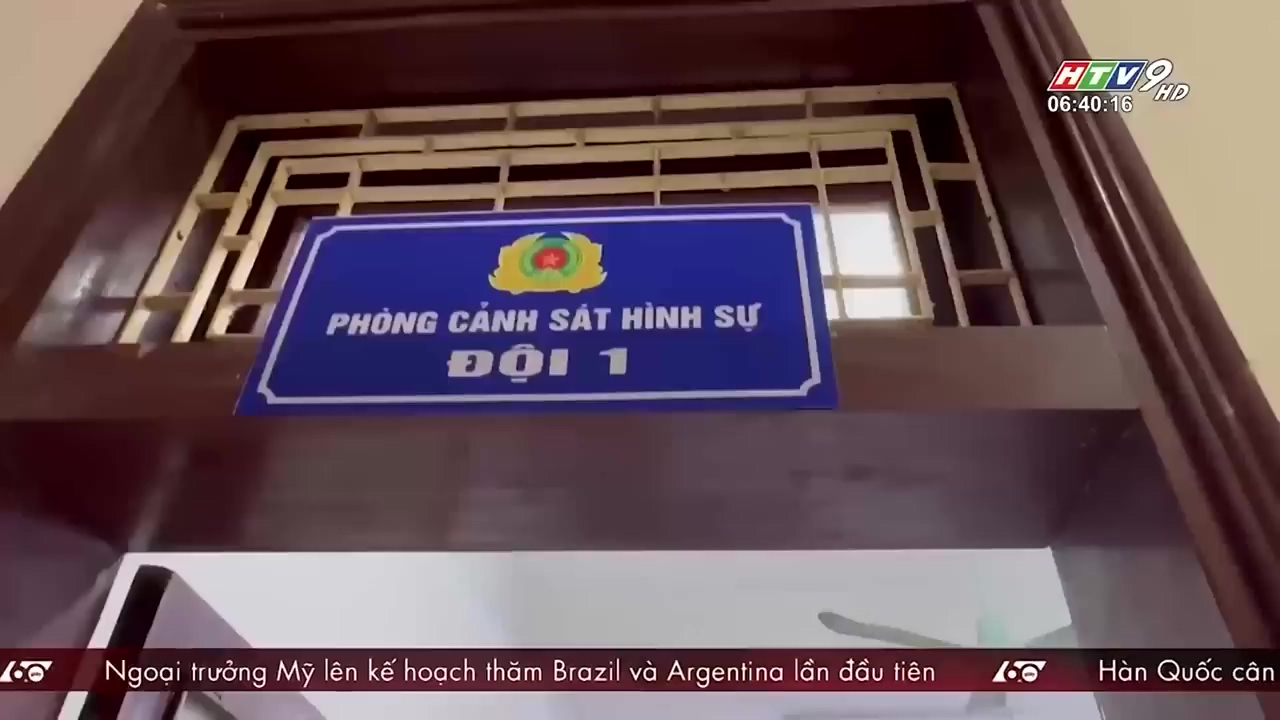 HTV9 HD
06:40:16
PHÒNG CẢNH SÁT HÌNH SỰ
ĐỘI 1
Ngoại trưởng Mỹ lên kế hoạch thăm Brazil và Argentina lần đầu tiên
Hàn Quốc cân